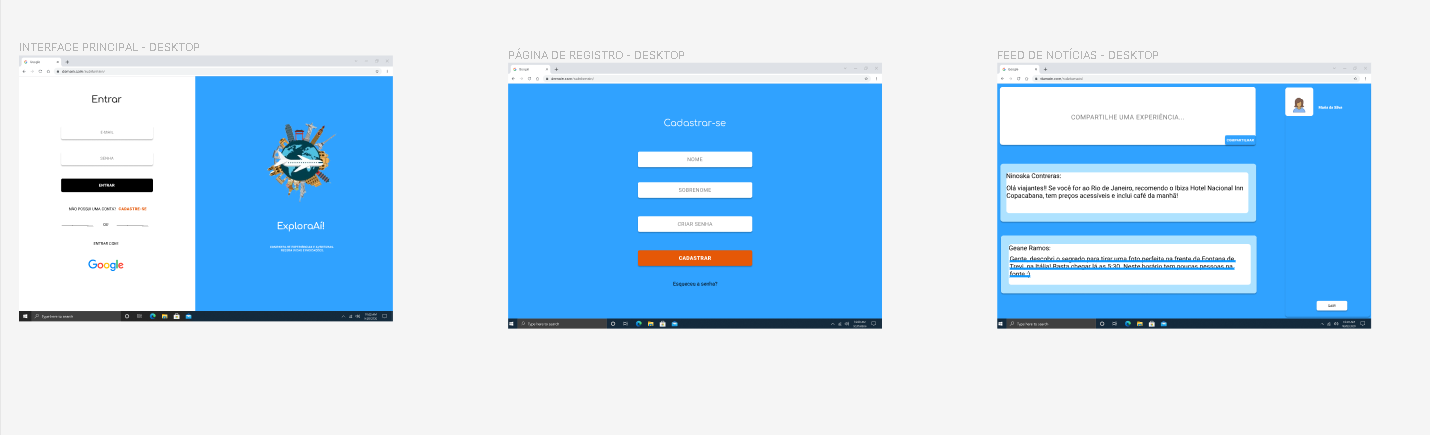 INTERFACE PRINCIPAL - DESKTOP
Google
domain.com
Entrar
E-MAIL
SENHA
ENTRAR
NÃO POSSUI UMA CONTA? CADASTRE-SE
OU
ENTRAR COM:
Google
ExploraAí!
Type here to search
PÁGINA DE REGISTRO - DESKTOP
Google
domain.com
Cadastrar-se
NOME
SOBRENOME
CRIAR SENHA
CADASTRAR
Esqueceu a senha?
Type here to search
FEED DE NOTÍCIAS - DESKTOP
Google
domain.com
COMPARTILHE UMA EXPERIÊNCIA...
COMPARTILHAR
Ninoska Contreras:
Olá viajantes!! Se você for ao Rio de Janeiro, recomendo o Ibiza Hotel Nacional Inn
Copacabana, tem preços acessíveis e inclui café da manhã!
Geane Ramos:
Gente, descobri o segredo para tirar uma foto perfeita na frente da Fontana de
Trevi, na Itália! Basta chegar lá as 5:30. Neste horário tem poucas pessoas na
fonte :)
SAIR
Type here to search